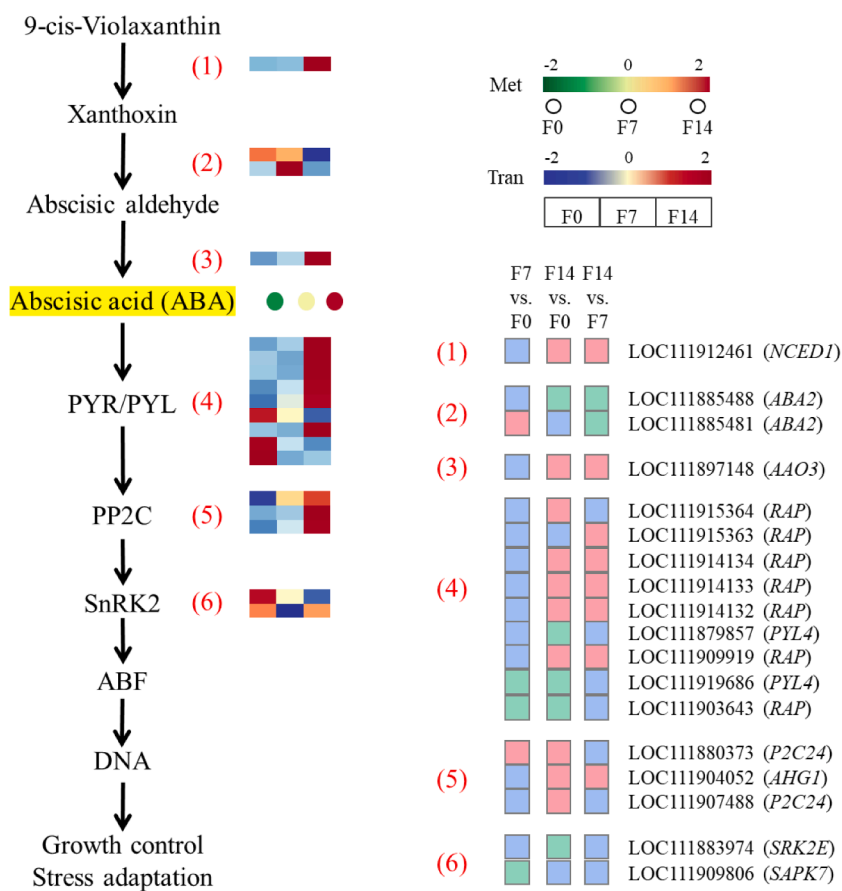 9-cis-Violaxanthin
(1)
Xanthoxin
(2)
Abscisic aldehyde
(3)
Abscisic acid (ABA)
PYR/PYL (4)
PP2C (5)
SnRK2 (6)
ABF
DNA
Growth control
Stress adaptation
-2 0 2
Met
F0 F7 F14
-2 0 2
Tran
F0 F7 F14
F7 F14 F14
vs. vs. vs.
F0 F0 F7
(1) LOC111912461 (NCED1)
(2)
LOC111885488 (ABA2)
LOC111885481 (ABA2)
(3) LOC111897148 (AAO3)
(4)
LOC111915364 (RAP)
LOC111915363 (RAP)
LOC111914134 (RAP)
LOC111914133 (RAP)
LOC111914132 (RAP)
LOC111879857 (PYL4)
LOC111909919 (RAP)
LOC111919686 (PYL4)
LOC111903643 (RAP)
(5)
LOC111880373 (P2C24)
LOC111904052 (AHG1)
LOC111907488 (P2C24)
(6)
LOC111883974 (SRK2E)
LOC111909806 (SAPK7)